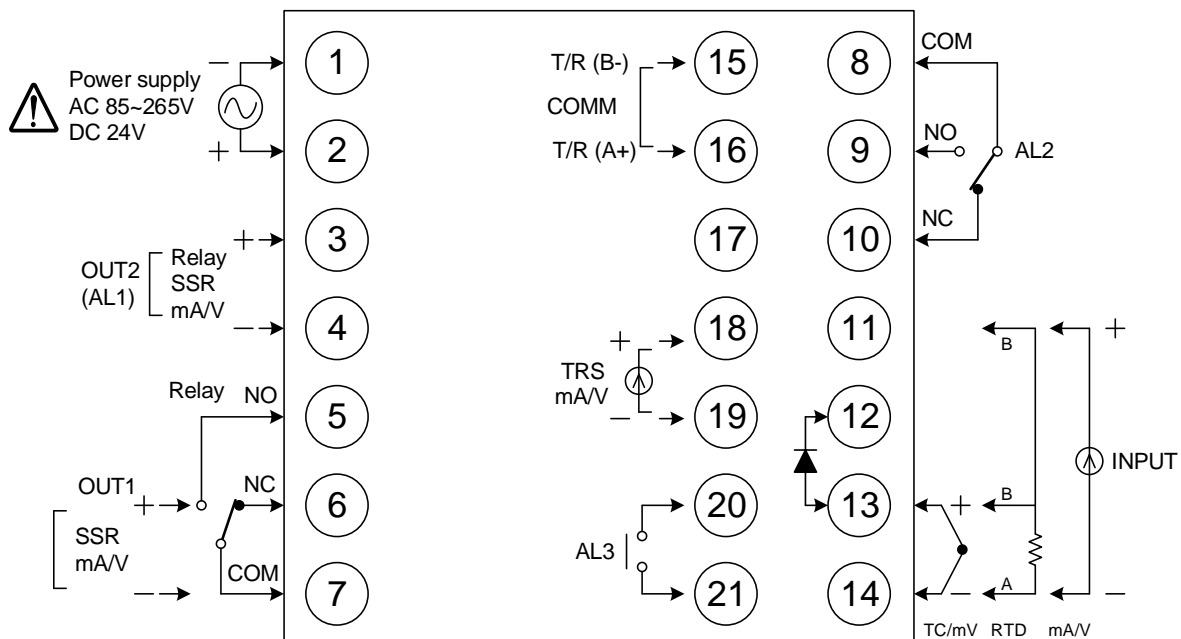 Power supply
AC 85~265V
DC 24V
−
+
1
2
3
4
5
6
7
OUT2
(AL1)
Relay
SSR
mA/V
+
−
Relay
NO
OUT1
+
NC
SSR
mA/V
COM
−
T/R (B-)
COMM
T/R (A+)
15
16
17
18
19
20
21
TRS
mA/V
+
−
AL3
8
9
10
11
12
13
14
COM
NO
AL2
NC
B
+
INPUT
+
B
−
A
−
TC/mV
RTD
mA/V